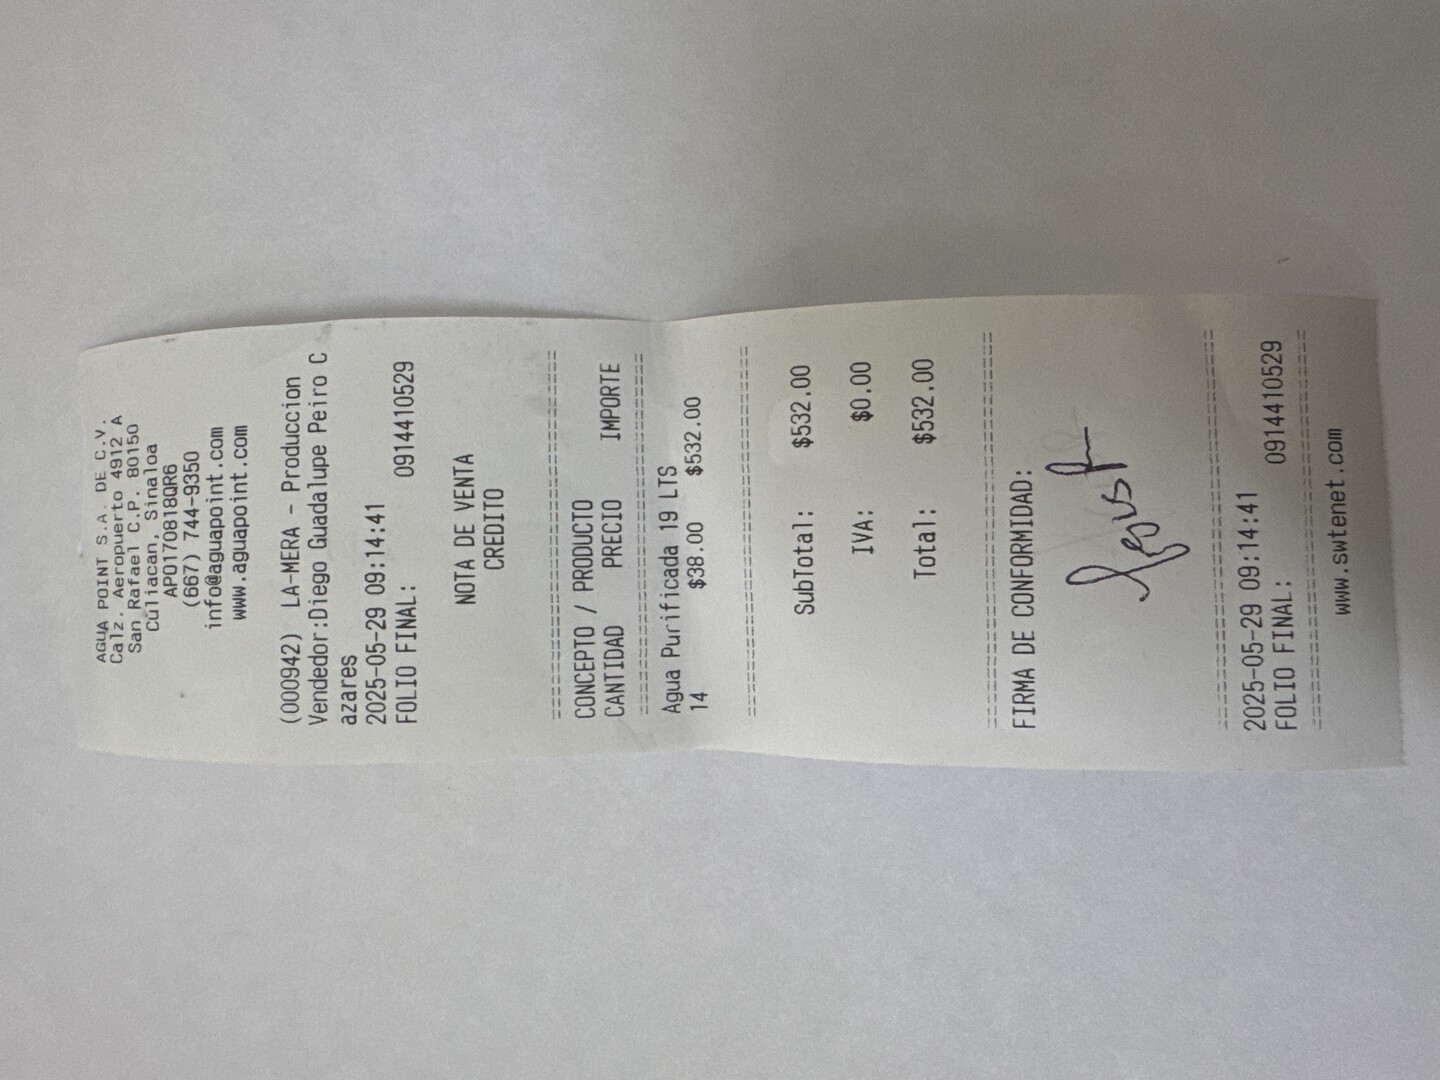 AGUA POINT S.A. DE C.V.
Calz. Aeropuerto 4912 A
San Rafael C.P. 80150
Culiacan, Sinaloa
APO170818QR6
(667) 744-9350
info@aguapoint.com
www.aguapoint.com
(000942) LA-MERA - Produccion
Vendedor:Diego Guadalupe Peiro C
azares
2025-05-29 09:14:41
FOLIO FINAL: 0914410529
NOTA DE VENTA
CREDITO
================================
CONCEPTO / PRODUCTO
CANTIDAD PRECIO IMPORTE
================================
Agua Purificada 19 LTS
14 $38.00 $532.00
================================
SubTotal: $532.00
IVA: $0.00
Total: $532.00
================================
FIRMA DE CONFORMIDAD:
================================
2025-05-29 09:14:41
FOLIO FINAL: 0914410529
================================
www.swtenet.com